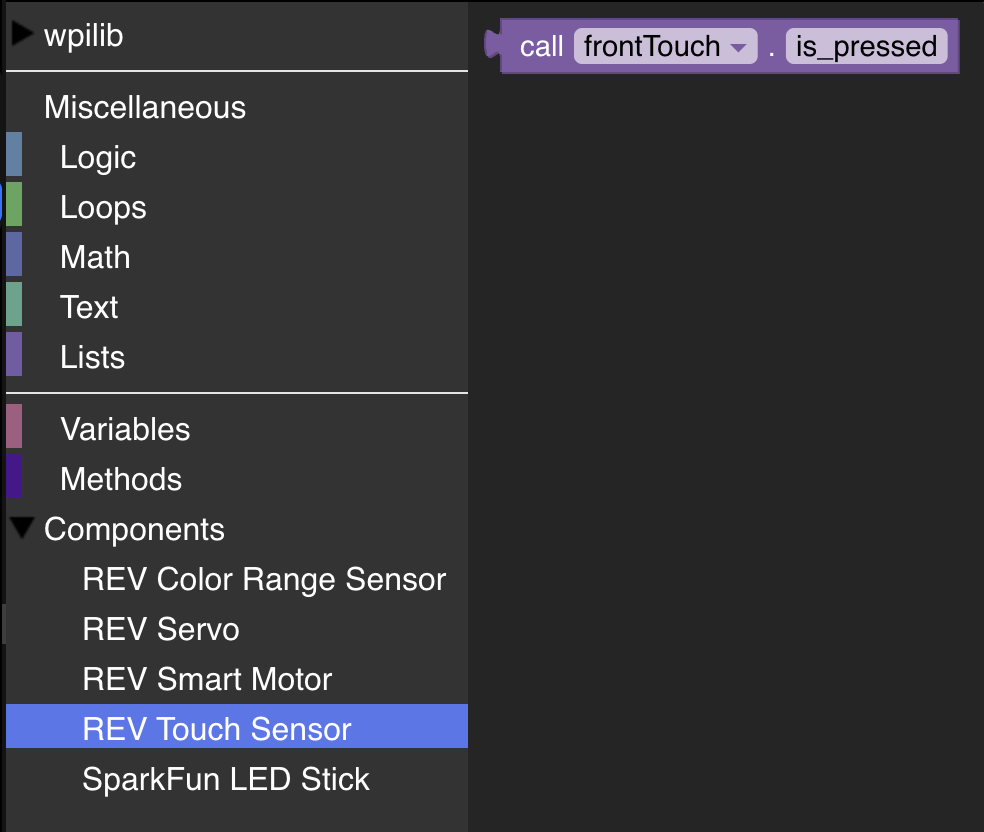 wpilib
call frontTouch . is_pressed
Miscellaneous
Logic
Loops
Math
Text
Lists
Variables
Methods
Components
REV Color Range Sensor
REV Servo
REV Smart Motor
REV Touch Sensor
SparkFun LED Stick